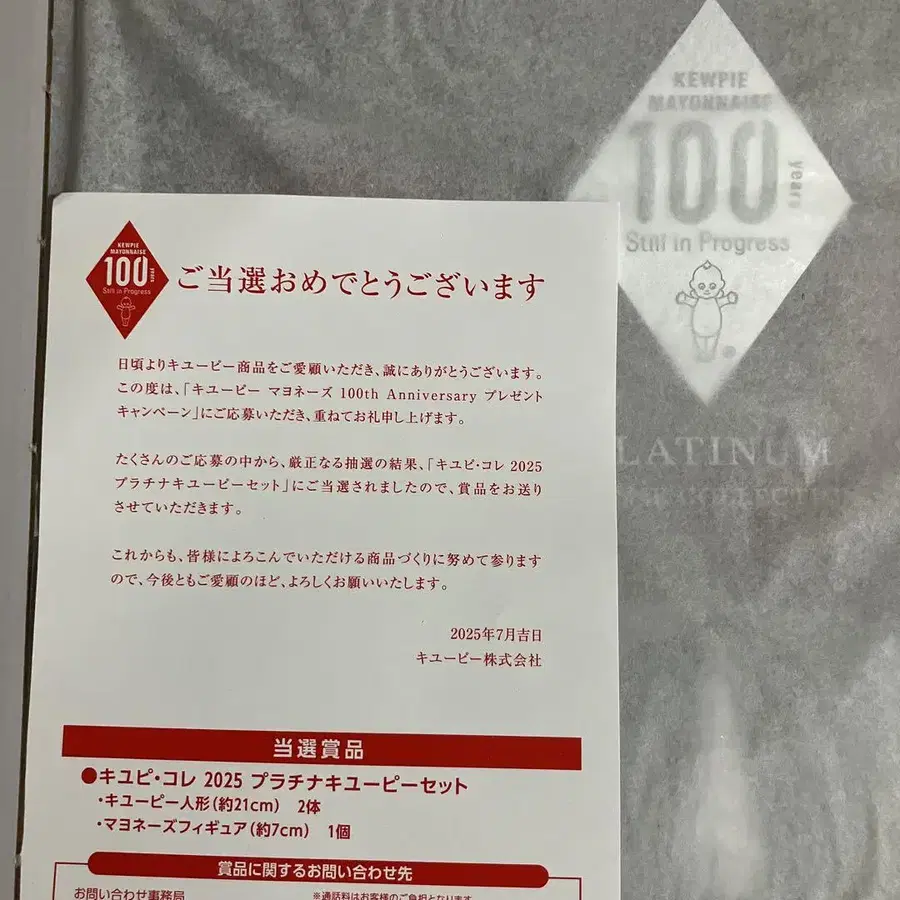 KEWPIE
MAYONNAISE
100
years
Still in Progress
LATINUM
KEWPIE
MAYONNAISE
100
years
Still in Progress
ご当選おめでとうございます
日頃よりキユーピー商品をご愛顧いただき、誠にありがとうございます。
この度は、「キユーピー マヨネーズ 100th Anniversary プレゼント
キャンペーン」にご応募いただき、重ねてお礼申し上げます。
たくさんのご応募の中から、厳正なる抽選の結果、「キユピ・コレ 2025
プラチナキユーピーセット」にご当選されましたので、賞品をお送り
させていただきます。
これからも、皆様によろこんでいただける商品づくりに努めて参ります
ので、今後ともご愛顧のほど、よろしくお願いいたします。
2025年7月吉日
キユーピー株式会社
当選賞品
●キユピ・コレ 2025 プラチナキユーピーセット
・キユーピー人形(約21cm) 2体
・マヨネーズフィギュア(約7cm) 1個
賞品に関するお問い合わせ先
お問い合わせ事務局
※通話料はお客様のご負担となります